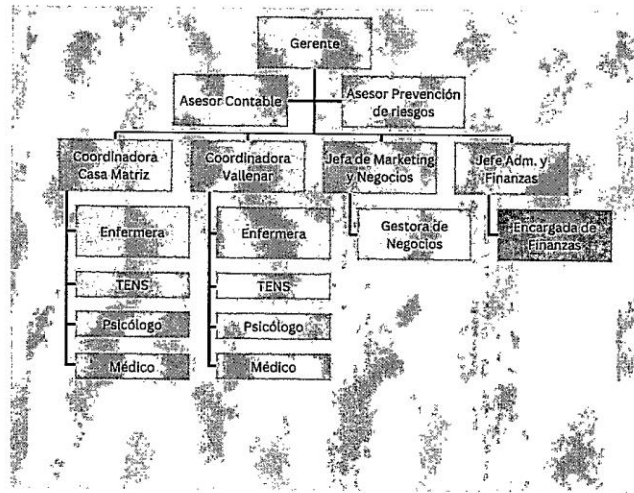 Gerente
Asesor Contable
Asesor Prevención
de riesgos
Coordinadora
Casa Matriz
Coordinadora
Vallenar
Jefa de Marketing
y Negocios
Jefe Adm. y
Finanzas
Enfermera
Enfermera
Gestora de
Negocios
Encargada de
Finanzas
TENS
TENS
Psicólogo
Psicólogo
Médico
Médico